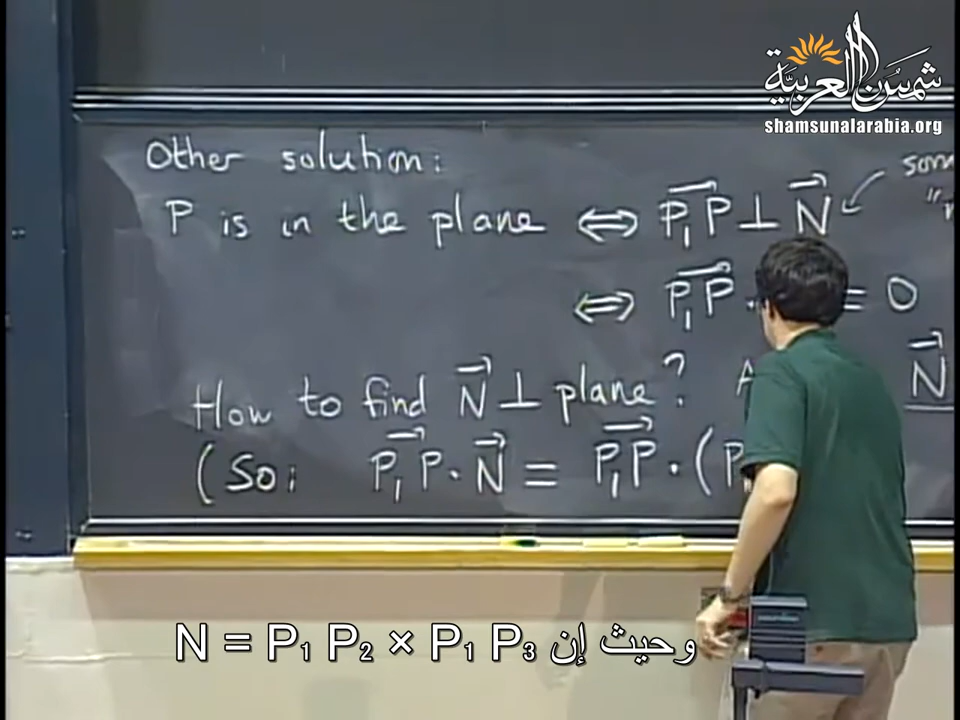 شمس العربية
shamsunalarabia.org
Other solution:
P is in the plane ⇔ P₁P⃗ ⊥ N⃗
⇔ P₁P⃗ · = 0
How to find N⃗ ⊥ plane? N⃗
(So: P₁P⃗ · N⃗ = P₁P⃗ · (P
وحيث إن N = P₁ P₂ × P₁ P₃